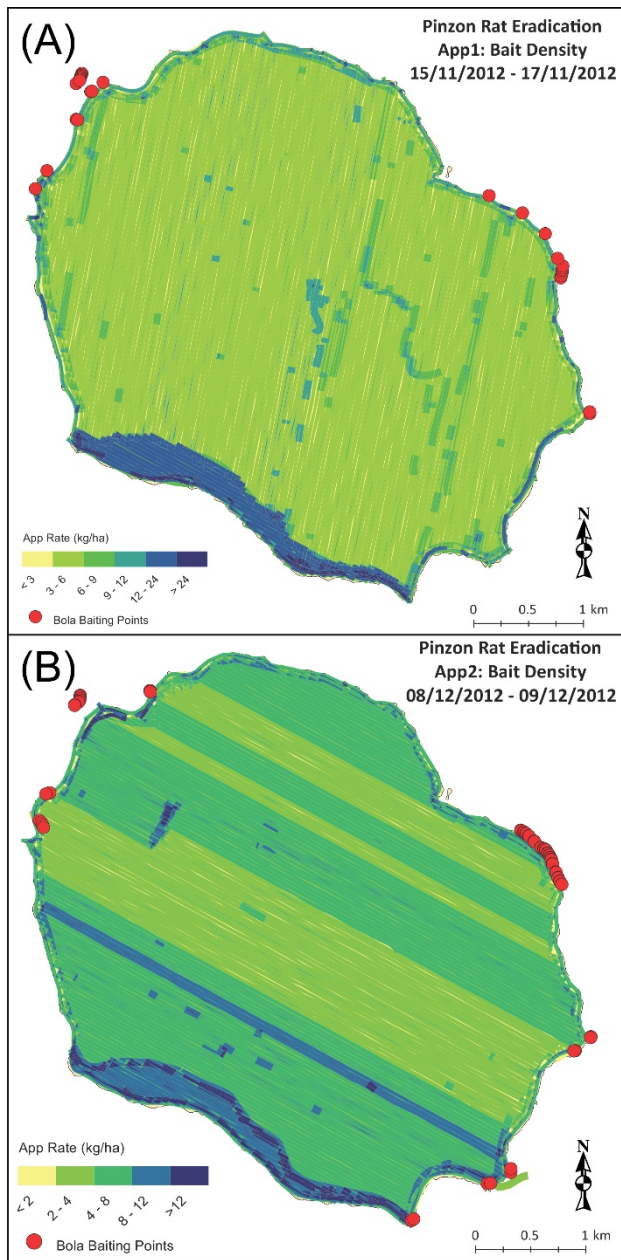 (A)
Pinzon Rat Eradication
App1: Bait Density
15/11/2012 - 17/11/2012
App Rate (kg/ha)
< 3
3 - 6
6 - 9
9 - 12
12 - 24
> 24
Bola Baiting Points
N
0 0.5 1 km
(B)
Pinzon Rat Eradication
App2: Bait Density
08/12/2012 - 09/12/2012
App Rate (kg/ha)
< 2
2 - 4
4 - 8
8 - 12
>12
Bola Baiting Points
N
0 0.5 1 km